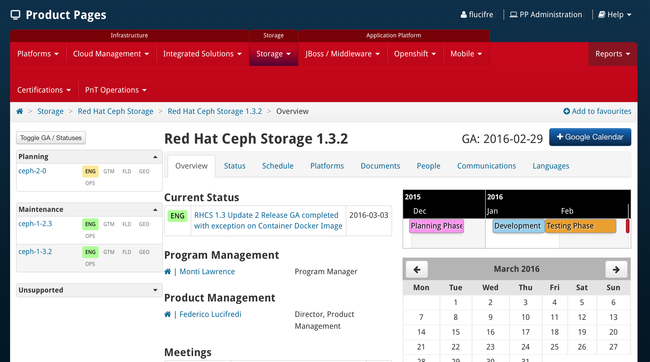 Product Pages
flucifre
PP Administration
Help
Infrastructure
Storage
Application Platform
Platforms
Cloud Management
Integrated Solutions
Storage
JBoss / Middleware
Openshift
Mobile
Reports
Certifications
PnT Operations
> Storage > Red Hat Ceph Storage > Red Hat Ceph Storage 1.3.2 > Overview
Add to favourites
Toggle GA / Statuses
Planning
ceph-2-0
ENG GTM FLD GEO
OPS
Maintenance
ceph-1-2.3
ENG GTM FLD GEO
OPS
ceph-1-3.2
ENG GTM FLD GEO
OPS
Unsupported
Red Hat Ceph Storage 1.3.2
GA: 2016-02-29
Google Calendar
Overview
Status
Schedule
Platforms
Documents
People
Communications
Languages
Current Status
ENG
RHCS 1.3 Update 2 Release GA completed
with exception on Container Docker Image
2016-03-03
Program Management
| Monti Lawrence
Program Manager
Product Management
| Federico Lucifredi
Director, Product
Management
Meetings
2015
2016
Dec
Jan
Feb
Planning Phase
Development
Testing Phase
March 2016
Mon Tue Wed Thu Fri Sat Sun
1 2 3 4 5 6
7 8 9 10 11 12 13
14 15 16 17 18 19 20
21 22 23 24 25 26 27
28 29 30 31